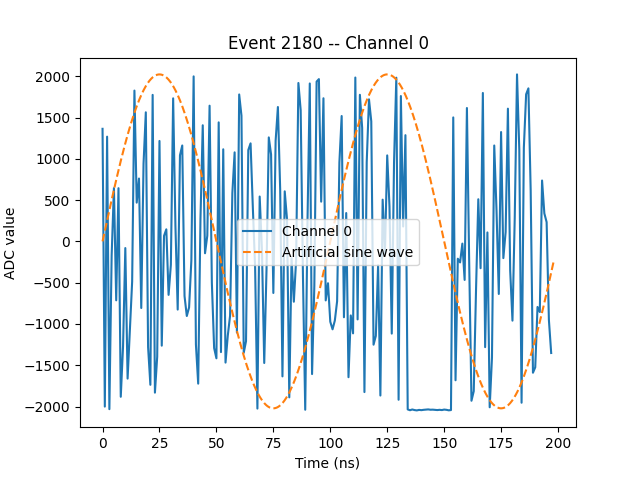 Event 2180 -- Channel 0
ADC value
2000
1500
1000
500
0
−500
−1000
−1500
−2000
Channel 0
Artificial sine wave
0 25 50 75 100 125 150 175 200
Time (ns)